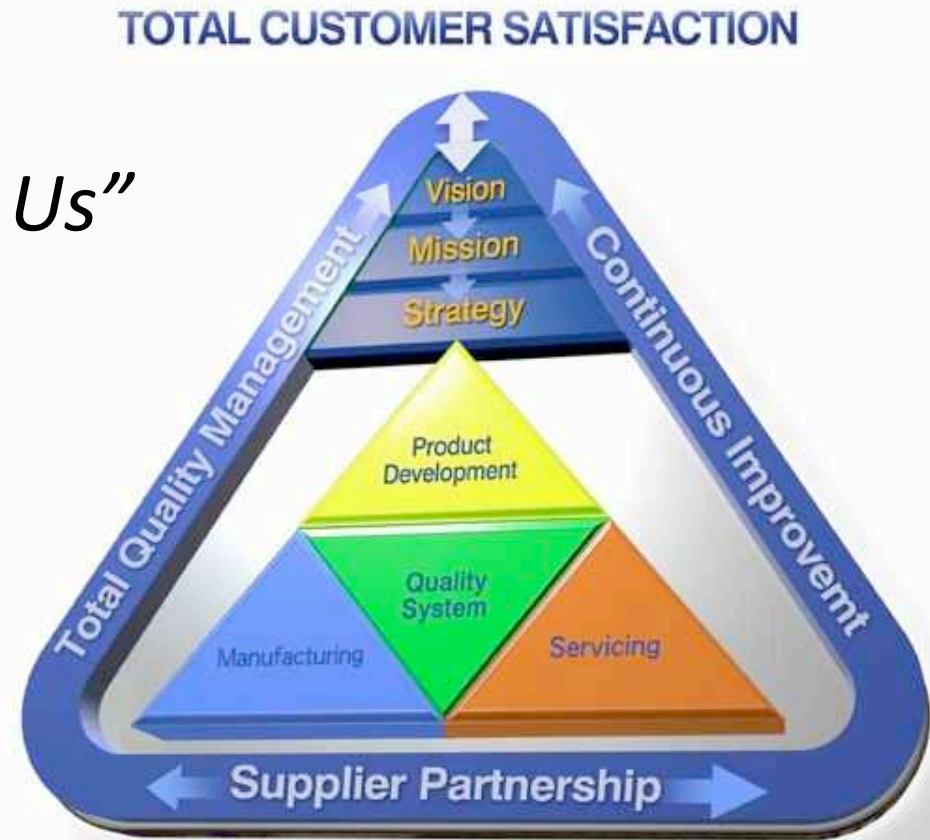 TOTAL CUSTOMER SATISFACTION
Us”
Vision
Mission
Strategy
Total Quality Management
Continuous Improvemt
Product
Development
Quality
System
Manufacturing
Servicing
Supplier Partnership